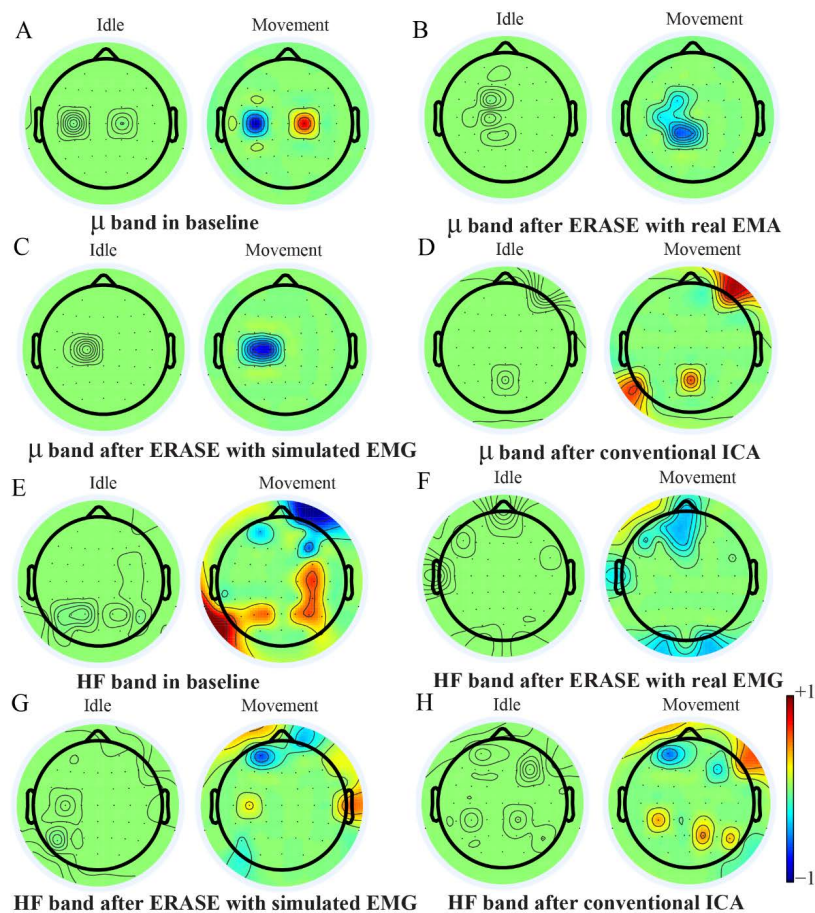 A Idle Movement
μ band in baseline
B Idle Movement
μ band after ERASE with real EMA
C Idle Movement
μ band after ERASE with simulated EMG
D Idle Movement
μ band after conventional ICA
E Idle Movement
HF band in baseline
F Idle Movement
HF band after ERASE with real EMG
G Idle Movement
HF band after ERASE with simulated EMG
H Idle Movement
HF band after conventional ICA
+1
−1